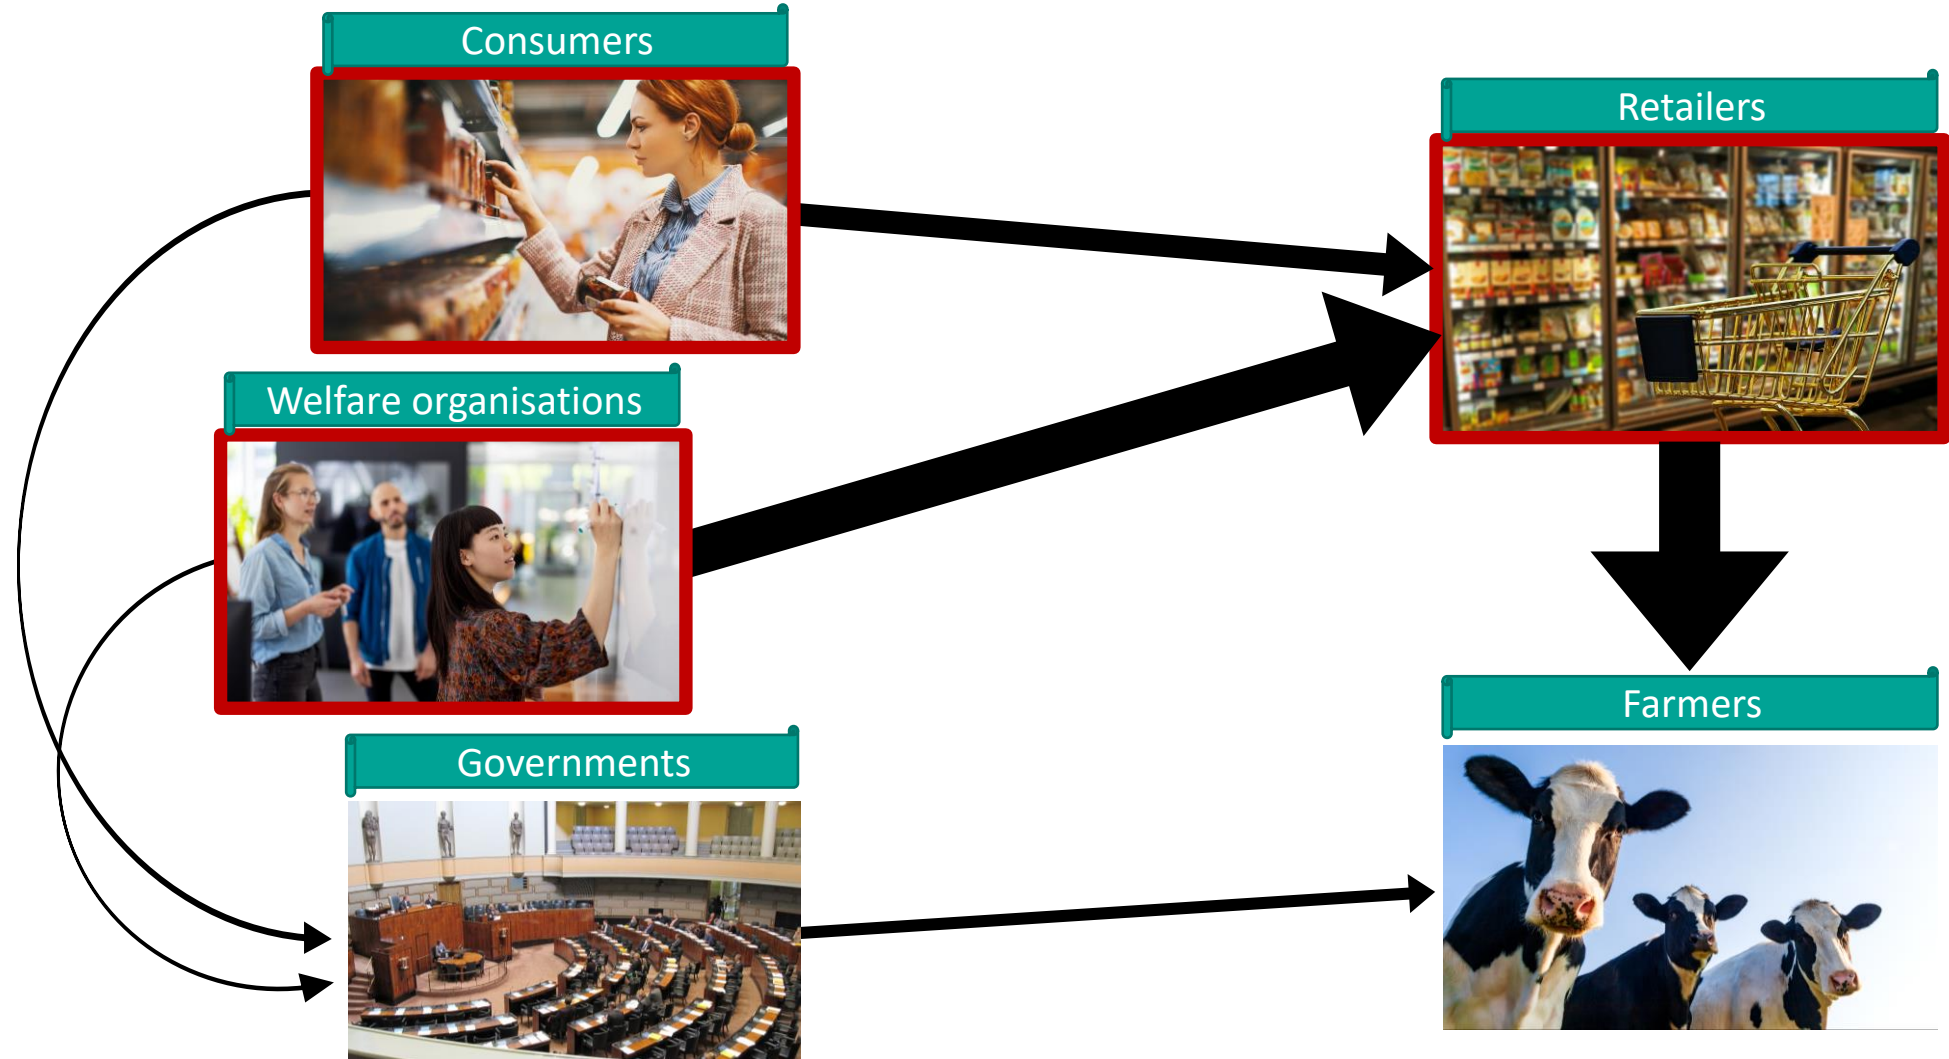 Consumers
Retailers
Welfare organisations
Farmers
Governments